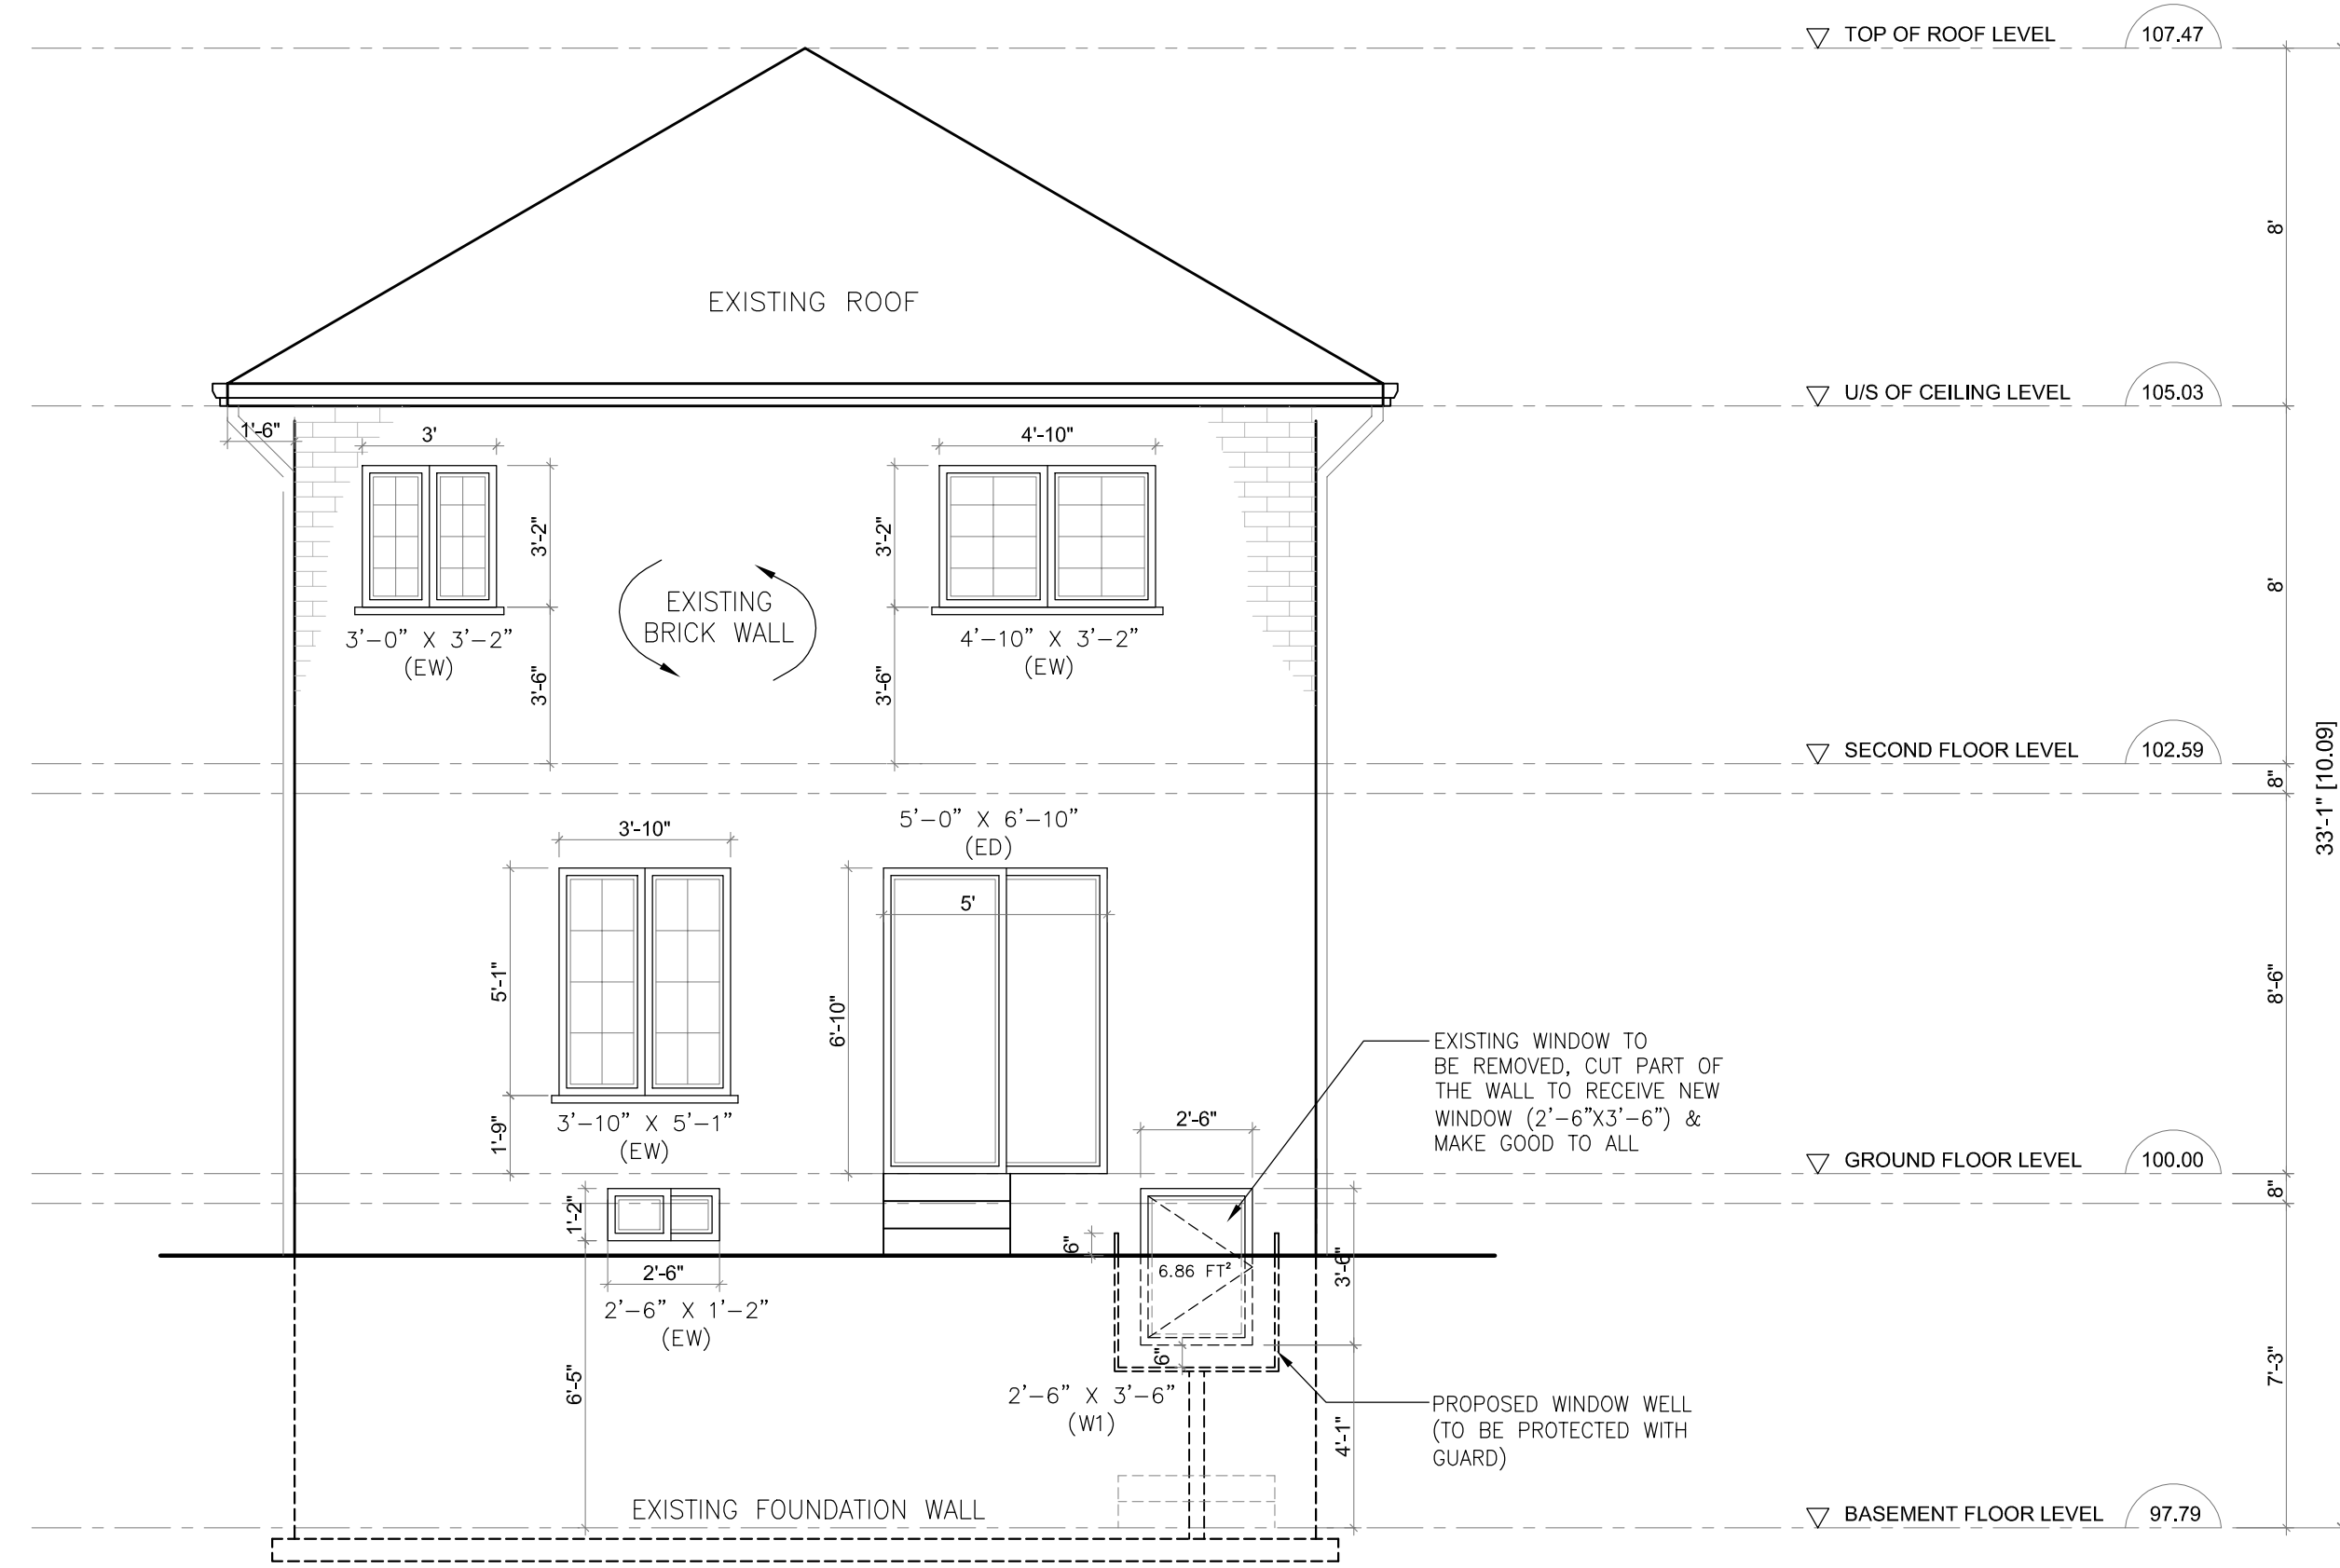 TOP OF ROOF LEVEL
107.47
8'
EXISTING ROOF
U/S OF CEILING LEVEL
105.03
1'-6"
3'
4'-10"
3'-2"
3'-2"
8'
EXISTING
BRICK WALL
3'-0" X 3'-2"
(EW)
4'-10" X 3'-2"
(EW)
3'-6"
3'-6"
SECOND FLOOR LEVEL
102.59
8"
33'-1" [10.09]
3'-10"
5'-0" X 6'-10"
(ED)
5'
5'-1"
6'-10"
8'-6"
EXISTING WINDOW TO
BE REMOVED, CUT PART OF
THE WALL TO RECEIVE NEW
WINDOW (2'-6"X3'-6") &
MAKE GOOD TO ALL
3'-10" X 5'-1"
(EW)
1'-9"
2'-6"
GROUND FLOOR LEVEL
100.00
8"
1'-2"
6"
6.86 FT²
3'-6"
2'-6"
2'-6" X 1'-2"
(EW)
6"
6'-5"
2'-6" X 3'-6"
(W1)
7'-3"
PROPOSED WINDOW WELL
(TO BE PROTECTED WITH
GUARD)
4'-1"
EXISTING FOUNDATION WALL
BASEMENT FLOOR LEVEL
97.79